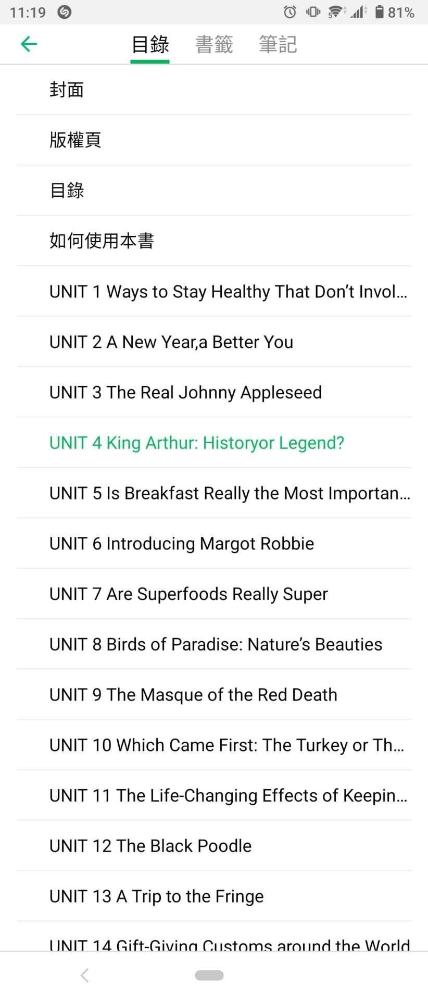 11:19
5
81%
目錄 書籤 筆記
封面
版權頁
目錄
如何使用本書
UNIT 1 Ways to Stay Healthy That Don’t Invol...
UNIT 2 A New Year,a Better You
UNIT 3 The Real Johnny Appleseed
UNIT 4 King Arthur: Historyor Legend?
UNIT 5 Is Breakfast Really the Most Importan...
UNIT 6 Introducing Margot Robbie
UNIT 7 Are Superfoods Really Super
UNIT 8 Birds of Paradise: Nature’s Beauties
UNIT 9 The Masque of the Red Death
UNIT 10 Which Came First: The Turkey or Th...
UNIT 11 The Life-Changing Effects of Keepin...
UNIT 12 The Black Poodle
UNIT 13 A Trip to the Fringe
UNIT 14 Gift-Giving Customs around the World